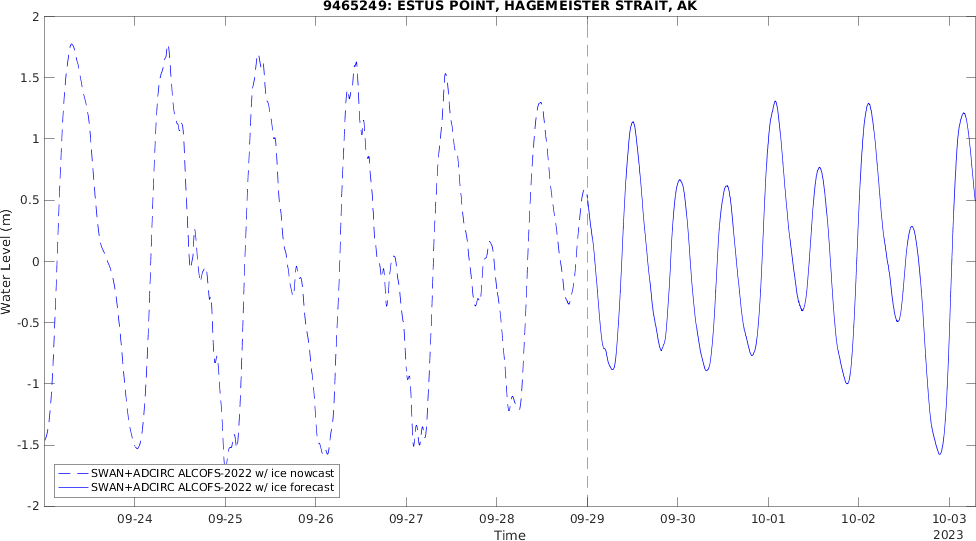 9465249: ESTUS POINT, HAGEMEISTER STRAIT, AK
2
1.5
1
0.5
0
-0.5
-1
-1.5
-2
Water Level (m)
SWAN+ADCIRC ALCOFS-2022 w/ ice nowcast
SWAN+ADCIRC ALCOFS-2022 w/ ice forecast
09-24 09-25 09-26 09-27 09-28 09-29 09-30 10-01 10-02 10-03
Time 2023